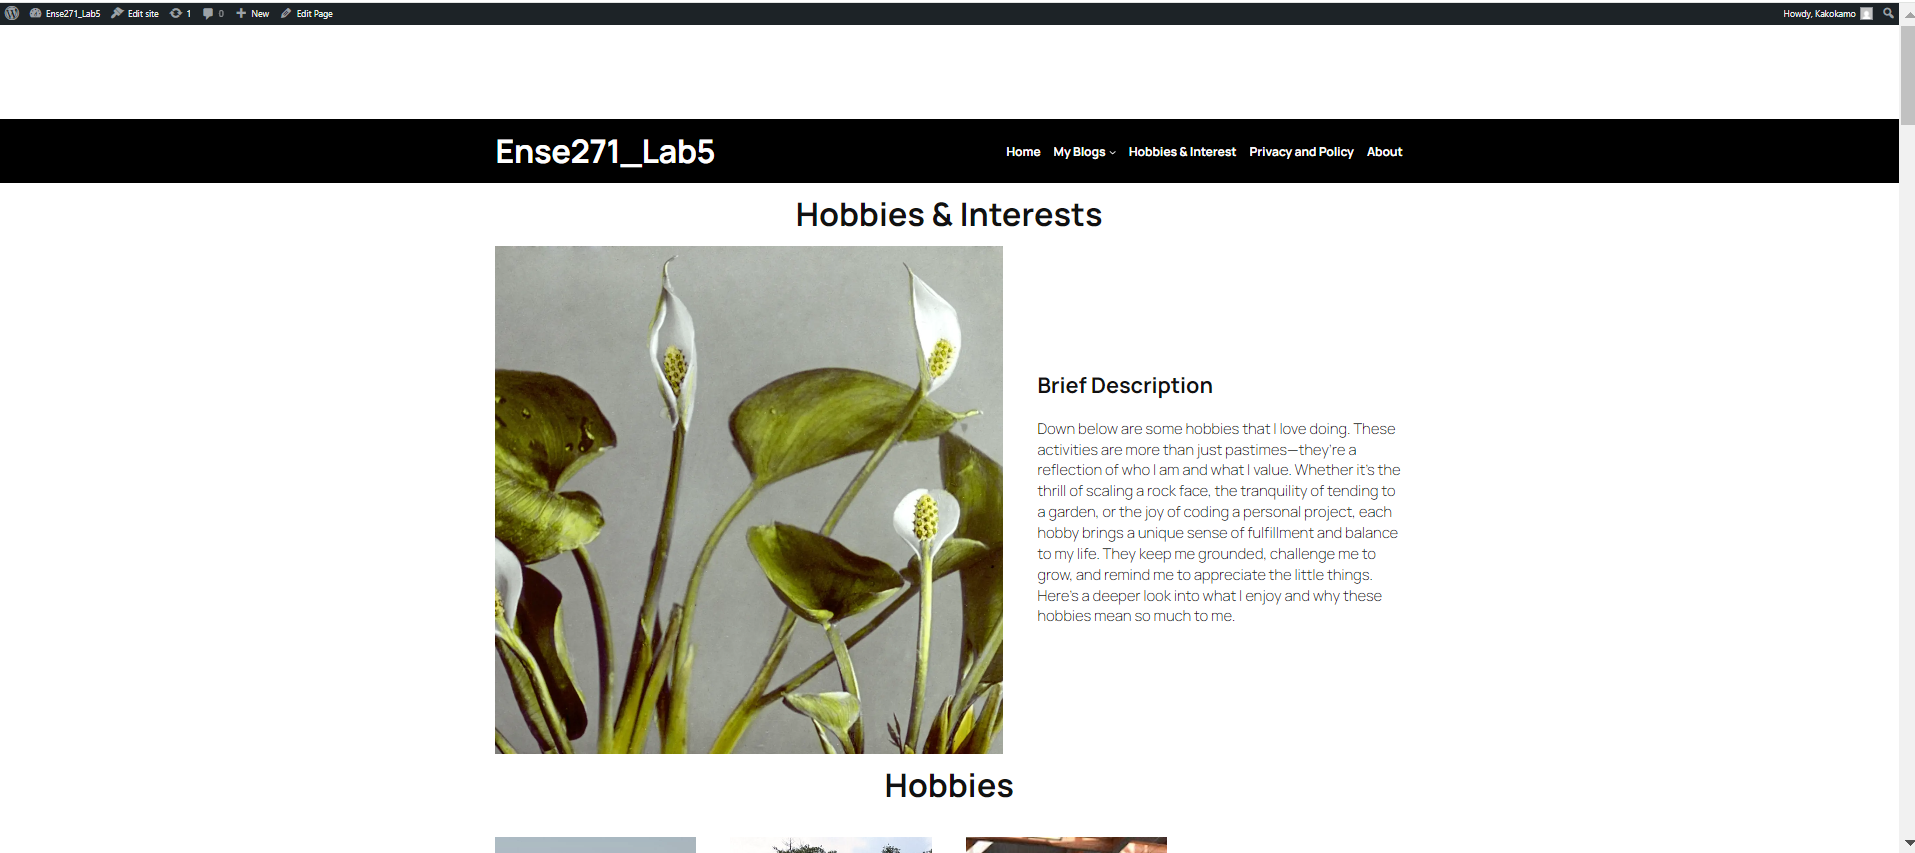 Ense271_Lab5 Edit site 1 0 New Edit Page Howdy, Kakokamo
Ense271_Lab5 Home My Blogs Hobbies & Interest Privacy and Policy About
Hobbies & Interests
Brief Description
Down below are some hobbies that I love doing. These
activities are more than just pastimes—they're a
reflection of who I am and what I value. Whether it's the
thrill of scaling a rock face, the tranquility of tending to
a garden, or the joy of coding a personal project, each
hobby brings a unique sense of fulfillment and balance
to my life. They keep me grounded, challenge me to
grow, and remind me to appreciate the little things.
Here's a deeper look into what I enjoy and why these
hobbies mean so much to me.
Hobbies